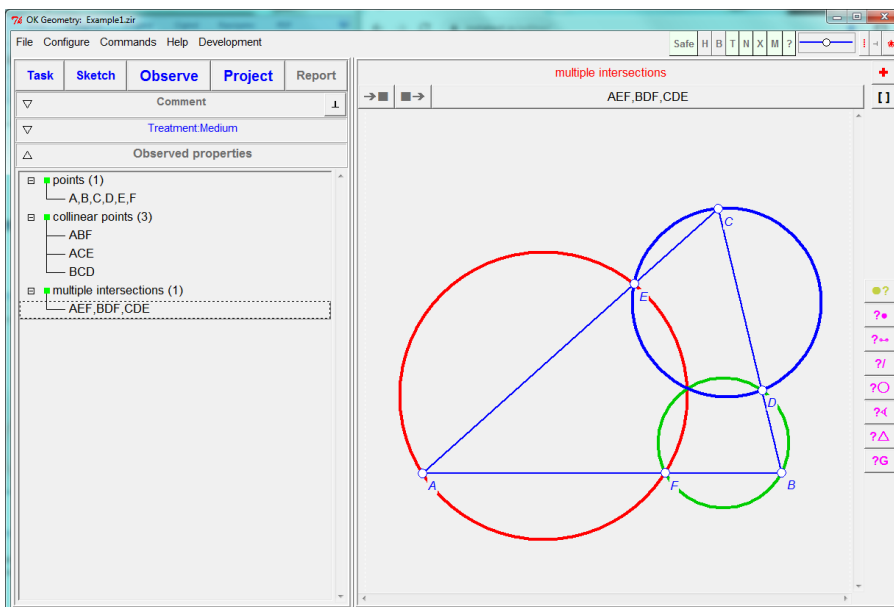 OK Geometry: Example1.zir
File Configure Commands Help Development
Safe H B T N X M ?
Task Sketch Observe Project Report
Comment
Treatment:Medium
Observed properties
points (1)
A,B,C,D,E,F
collinear points (3)
ABF
ACE
BCD
multiple intersections (1)
AEF,BDF,CDE
multiple intersections
AEF,BDF,CDE
[ ]
C
E
D
A
F
B
?
?
?
?/
?
?
?
?G